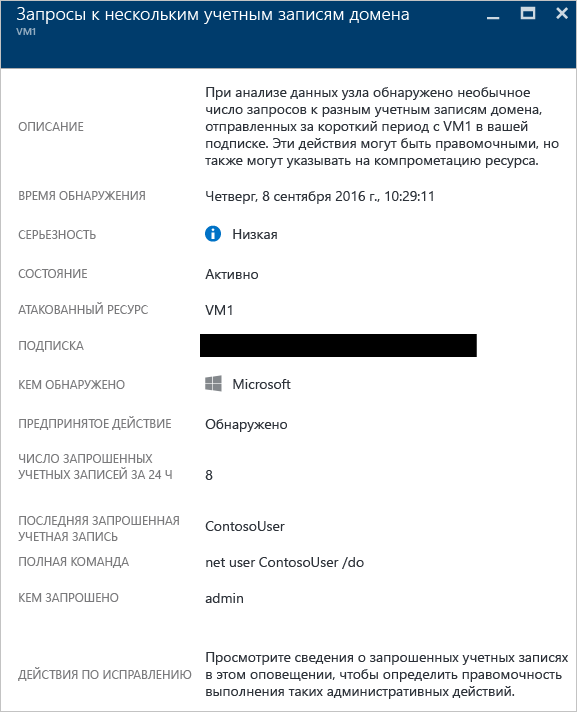 Запросы к нескольким учетным записям домена
VM1
ОПИСАНИЕ
При анализе данных узла обнаружено необычное
число запросов к разным учетным записям домена,
отправленных за короткий период с VM1 в вашей
подписке. Эти действия могут быть правомочными, но
также могут указывать на компрометацию ресурса.
ВРЕМЯ ОБНАРУЖЕНИЯ
Четверг, 8 сентября 2016 г., 10:29:11
СЕРЬЕЗНОСТЬ
Низкая
СОСТОЯНИЕ
Активно
АТАКОВАННЫЙ РЕСУРС
VM1
ПОДПИСКА
КЕМ ОБНАРУЖЕНО
Microsoft
ПРЕДПРИНЯТОЕ ДЕЙСТВИЕ
Обнаружено
ЧИСЛО ЗАПРОШЕННЫХ
УЧЕТНЫХ ЗАПИСЕЙ ЗА 24 Ч
8
ПОСЛЕДНЯЯ ЗАПРОШЕННАЯ
УЧЕТНАЯ ЗАПИСЬ
ContosoUser
ПОЛНАЯ КОМАНДА
net user ContosoUser /do
КЕМ ЗАПРОШЕНО
admin
ДЕЙСТВИЯ ПО ИСПРАВЛЕНИЮ
Просмотрите сведения о запрошенных учетных записях
в этом оповещении, чтобы определить правомочность
выполнения таких административных действий.